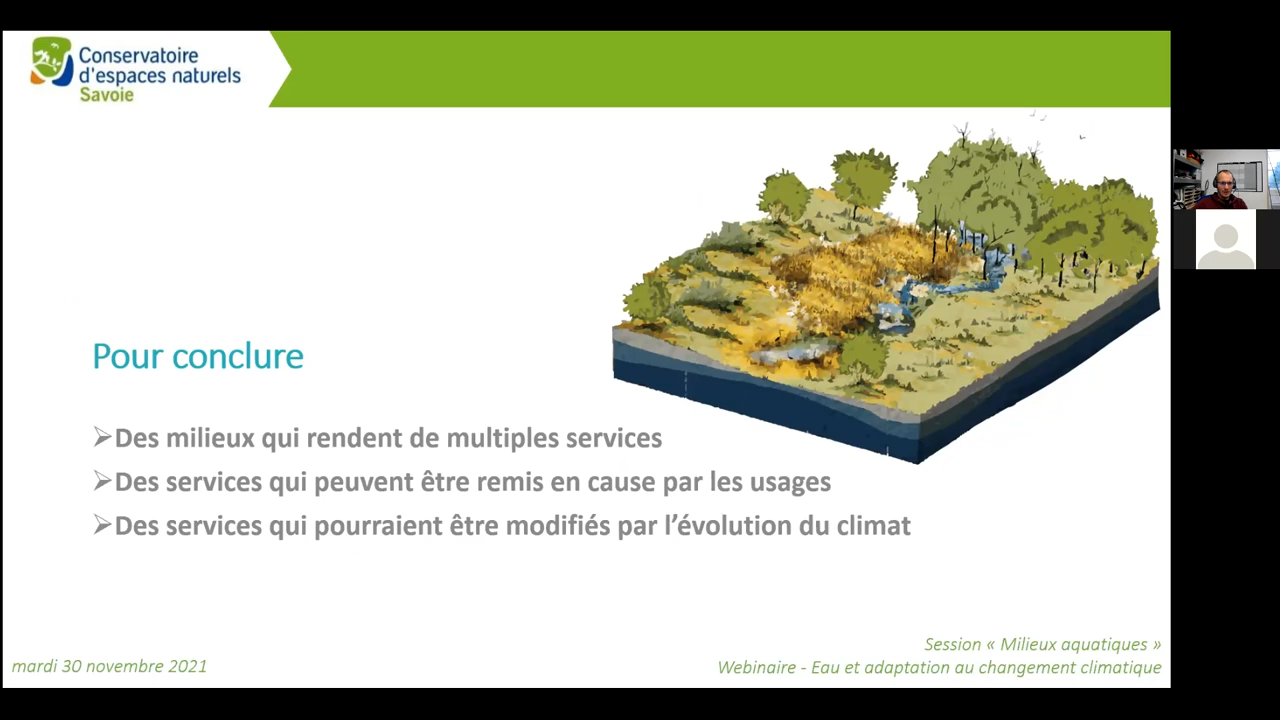 Conservatoire
d'espaces naturels
Savoie
Pour conclure
➢Des milieux qui rendent de multiples services
➢Des services qui peuvent être remis en cause par les usages
➢Des services qui pourraient être modifiés par l’évolution du climat
mardi 30 novembre 2021
Session « Milieux aquatiques »
Webinaire - Eau et adaptation au changement climatique